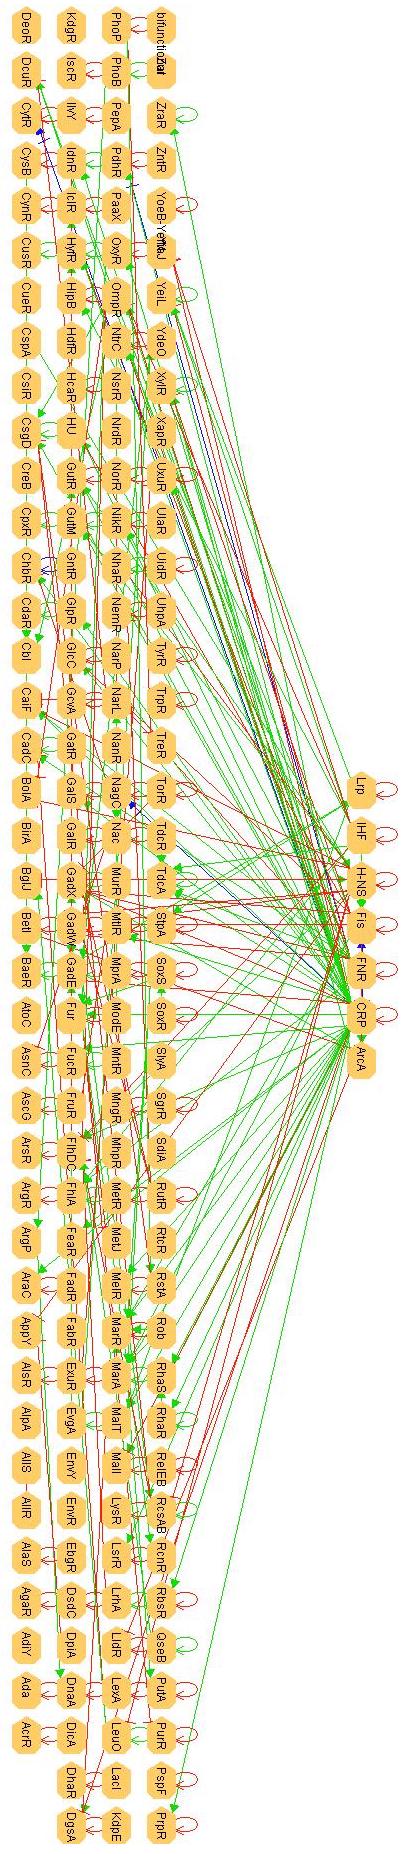 Lrp IHF H-NS Fis FNR CRP ArcA
bifunctional ZraR ZntR YoeB-YefM YeiL YdeO XylR XapR UxuR UlaR UidR UhpA TyrR TrpR TreR TorR TdcR TdcA StpA SoxS SoxR SlyA SgrR SdiA RutR RtcR RstA Rob RhaS RhaR RelEB RcsAB RcnR RbsR QseB PutA PurR PspF PrpR
PhoP PhoB PepA PdhR PaaX OxyR OmpR NtrC NsrR NrdR NorR NikR NhaR NemR NarP NarL NanR NagC Nac MurR MtlR MprA ModE MntR MngR MhpR MetR MetJ MelR MarR MarA MalT MalI LysR LsrR LrhA LldR LexA LeuO LacI KdpE
KdgR IscR IlvY IdnR IclR HyfR HipB HdfR HcaR HU GutR GutM GntR GlpR GlcC GcvA GatR GalS GalR GadX GadW GadE Fur FucR FruR FlhDC FhlA FeaR FadR FabR ExuR EvgA EnvY EnvR EbgR DsdC DpiA DnaA DicA DhaR DgsA
DeoR DcuR CytR CysB CynR CusR CueR CspA CsiR CsgD CreB CpxR ChbR CdaR Cbl CaiF CadC BolA BirA BglJ BetI BaeR AtoC AsnC AscG ArsR ArgR ArgP AraC AppY AlsR AlpA AllS AllR AlaS AgaR AdiY Ada AcrR